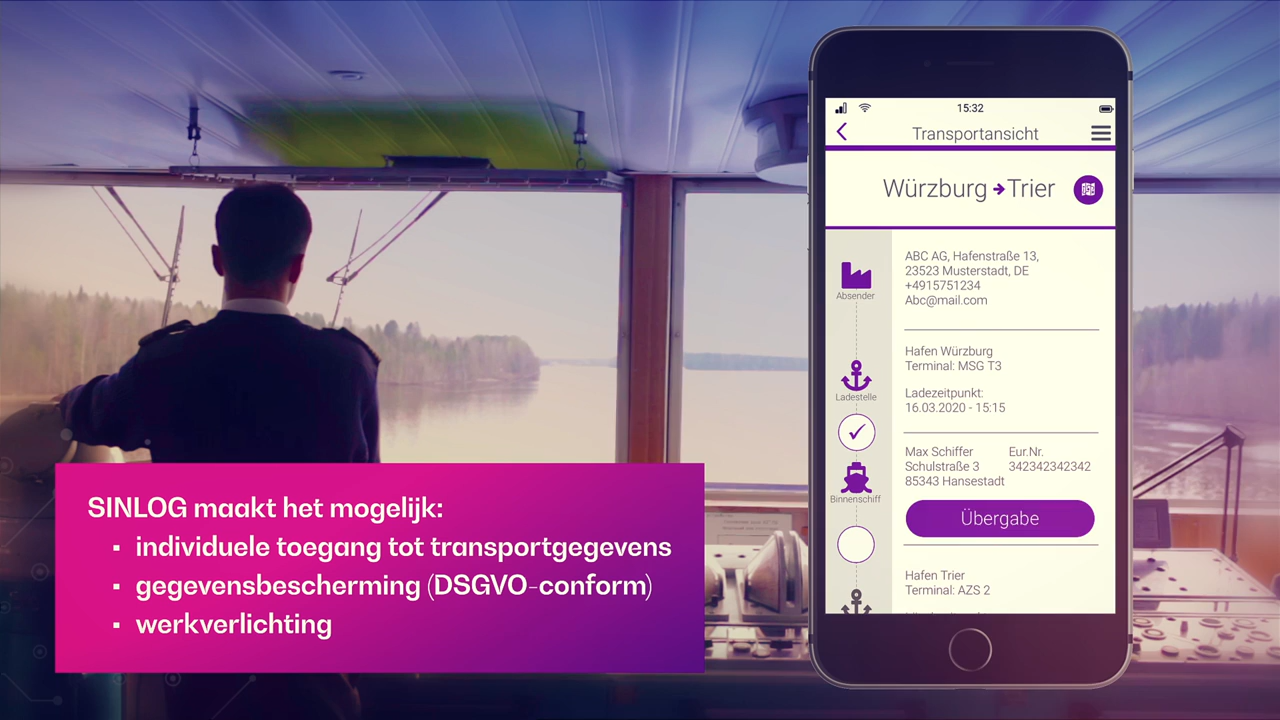 15:32
Transportansicht
Würzburg → Trier
ABC AG, Hafenstraße 13,
23523 Musterstadt, DE
+4915751234
Abc@mail.com
Absender
Hafen Würzburg
Terminal: MSG T3
Ladezeitpunkt:
16.03.2020 - 15:15
Ladestelle
Max Schiffer Eur.Nr.
Schulstraße 3 342342342342
85343 Hansestadt
Binnenschiff
Übergabe
Hafen Trier
Terminal: AZS 2
SINLOG maakt het mogelijk:
▪ individuele toegang tot transportgegevens
▪ gegevensbescherming (DSGVO-conform)
▪ werkverlichting